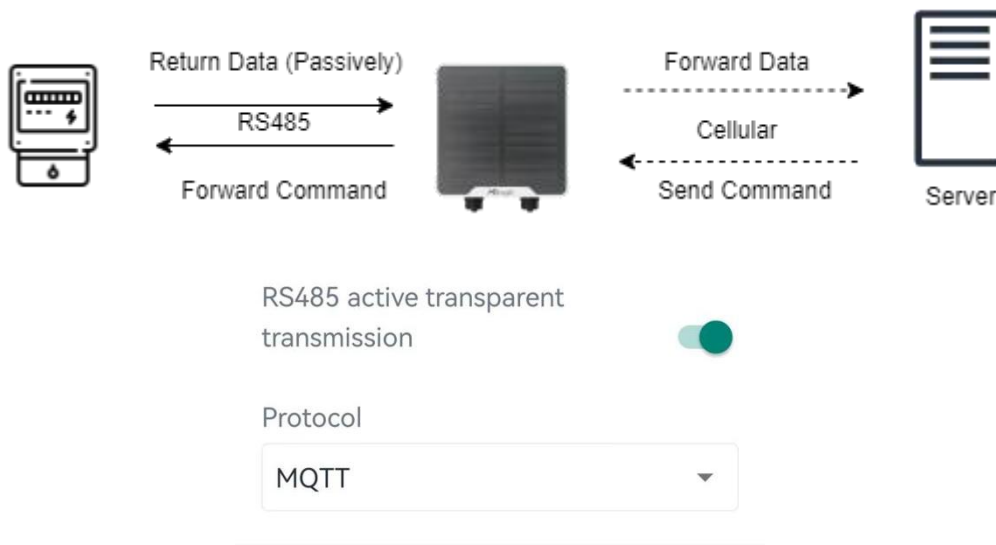 Return Data (Passively)
RS485
Forward Command
Forward Data
Cellular
Send Command
Server
RS485 active transparent
transmission
Protocol
MQTT